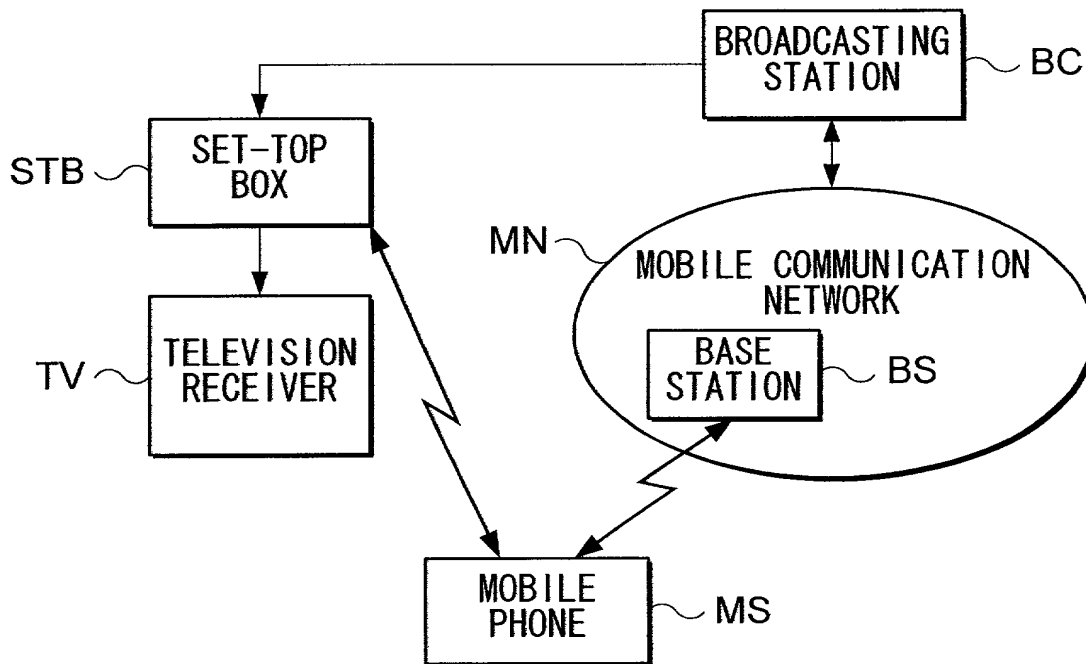 BROADCASTING
STATION
BC
SET-TOP
BOX
STB
MN
MOBILE COMMUNICATION
NETWORK
TELEVISION
RECEIVER
TV
BASE
STATION
BS
MOBILE
PHONE
MS